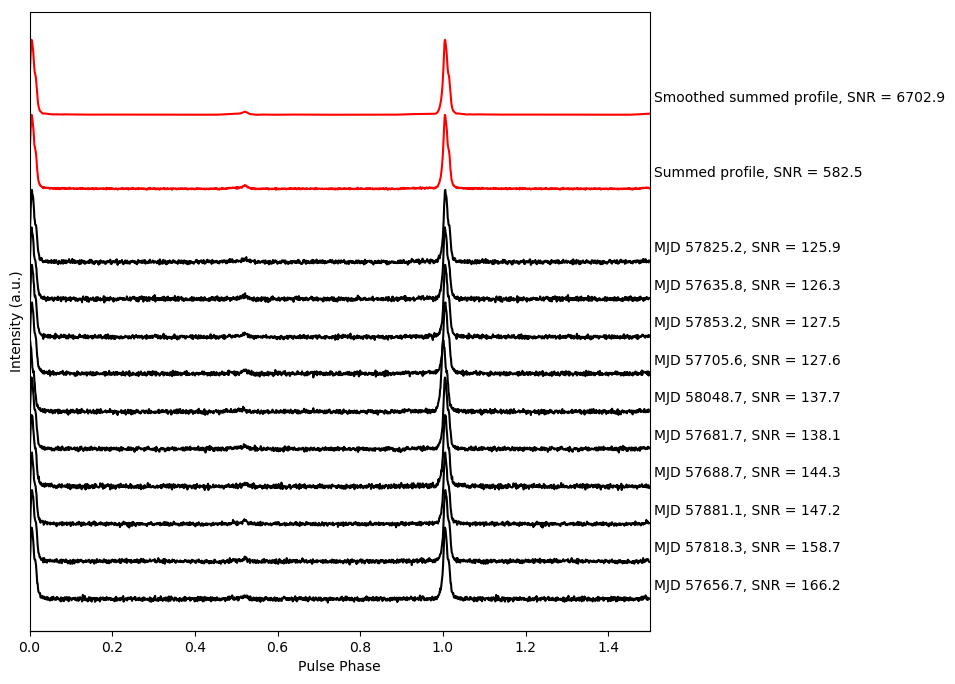 Smoothed summed profile, SNR = 6702.9
Summed profile, SNR = 582.5
MJD 57825.2, SNR = 125.9
MJD 57635.8, SNR = 126.3
MJD 57853.2, SNR = 127.5
MJD 57705.6, SNR = 127.6
MJD 58048.7, SNR = 137.7
MJD 57681.7, SNR = 138.1
MJD 57688.7, SNR = 144.3
MJD 57881.1, SNR = 147.2
MJD 57818.3, SNR = 158.7
MJD 57656.7, SNR = 166.2
Intensity (a.u.)
0.0 0.2 0.4 0.6 0.8 1.0 1.2 1.4
Pulse Phase